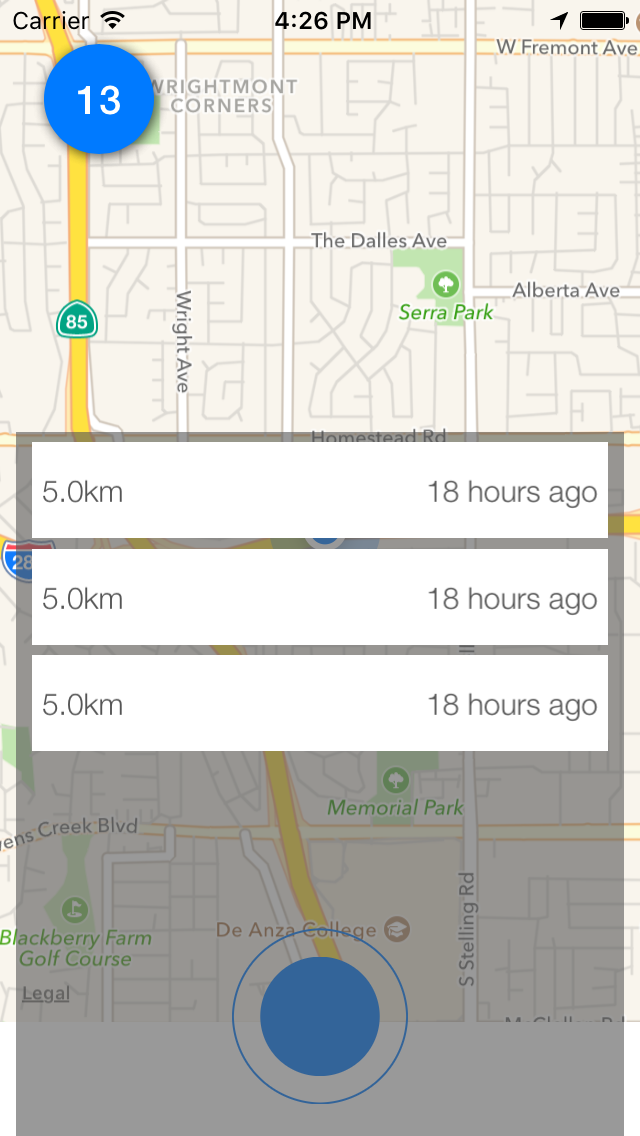 Carrier 4:26 PM
W Fremont Ave
13
WRIGHTMONT
CORNERS
The Dalles Ave
Alberta Ave
Serra Park
85
Wright Ave
Homestead Rd
5.0km 18 hours ago
28
5.0km 18 hours ago
5.0km 18 hours ago
Memorial Park
vens Creek Blvd
S Stelling Rd
De Anza College
Blackberry Farm
Golf Course
Legal